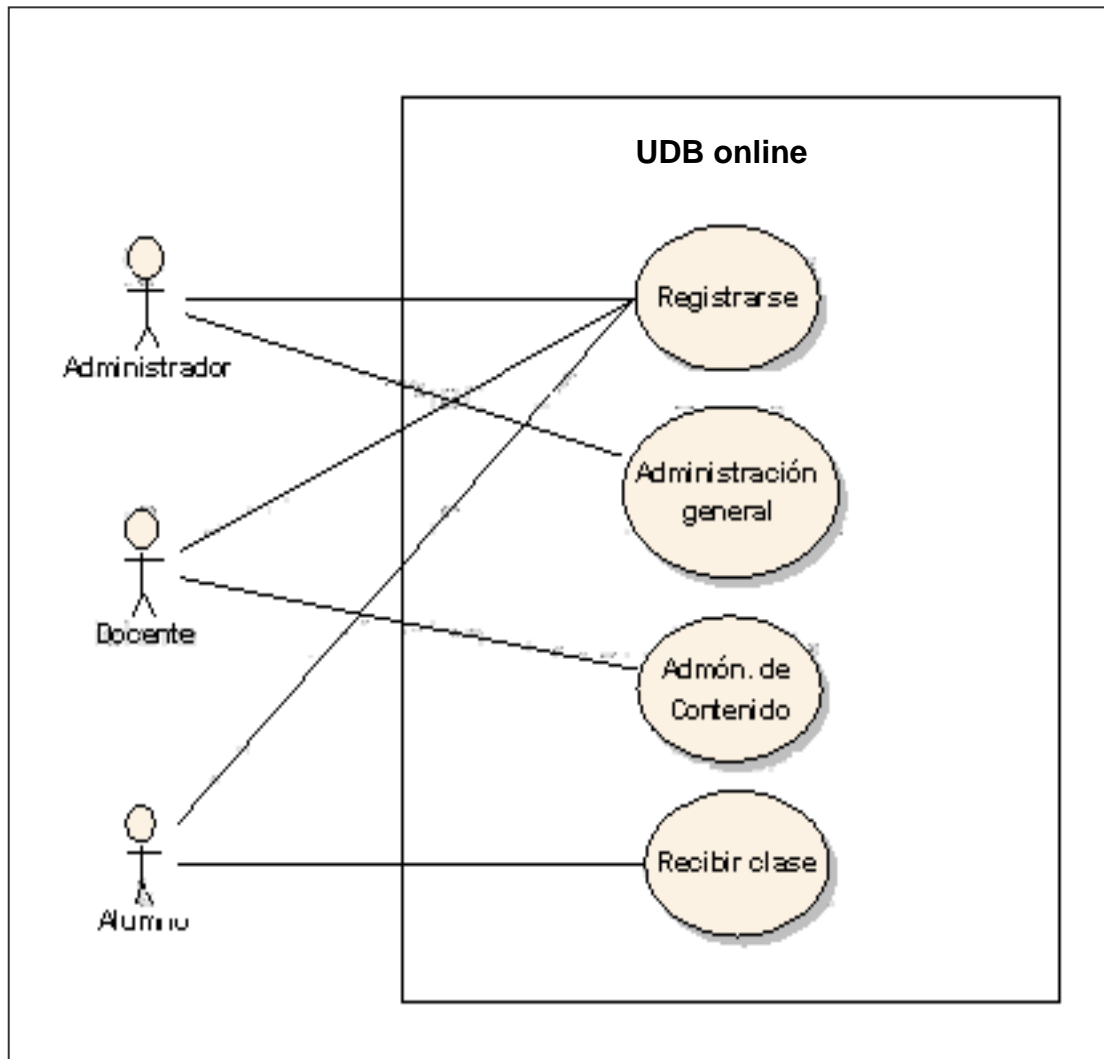 UDB online
Registrarse
Administrador
Administración
general
Docente
Admón. de
Contenido
Recibir clase
Alumno